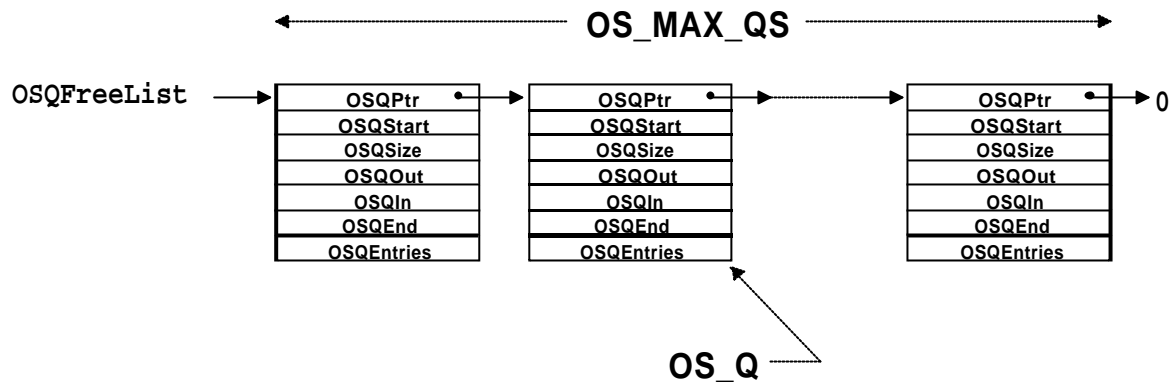 OS_MAX_QS
OSQFreeList
OSQPtr OSQPtr OSQPtr 0
OSQStart OSQStart OSQStart
OSQSize OSQSize OSQSize
OSQOut OSQOut OSQOut
OSQIn OSQIn OSQIn
OSQEnd OSQEnd OSQEnd
OSQEntries OSQEntries OSQEntries
OS_Q